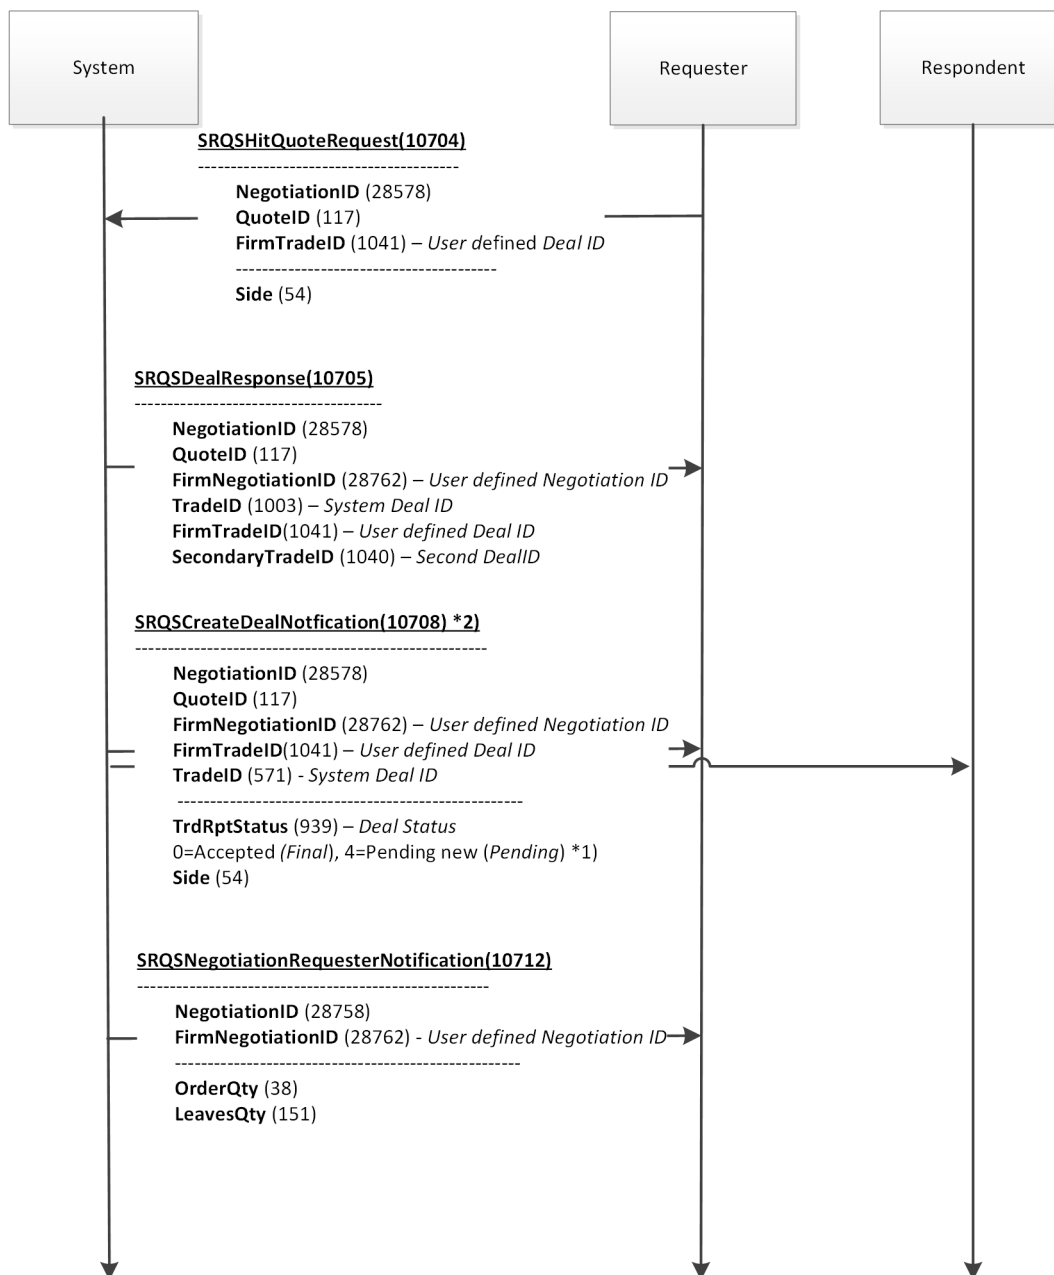 System
Requester
Respondent
SRQSHitQuoteRequest(10704)
----------------------------------------
NegotiationID (28578)
QuoteID (117)
FirmTradeID (1041) – User defined Deal ID
----------------------------------------
Side (54)
SRQSDealResponse(10705)
--------------------------------------
NegotiationID (28578)
QuoteID (117)
FirmNegotiationID (28762) – User defined Negotiation ID
TradeID (1003) – System Deal ID
FirmTradeID(1041) – User defined Deal ID
SecondaryTradeID (1040) – Second DealID
SRQSCreateDealNotfication(10708) *2)
------------------------------------------------------
NegotiationID (28578)
QuoteID (117)
FirmNegotiationID (28762) – User defined Negotiation ID
FirmTradeID(1041) – User defined Deal ID
TradeID (571) - System Deal ID
-----------------------------------------------------
TrdRptStatus (939) – Deal Status
0=Accepted (Final), 4=Pending new (Pending) *1)
Side (54)
SRQSNegotiationRequesterNotification(10712)
------------------------------------------------------
NegotiationID (28758)
FirmNegotiationID (28762) - User defined Negotiation ID
-----------------------------------------------------
OrderQty (38)
LeavesQty (151)